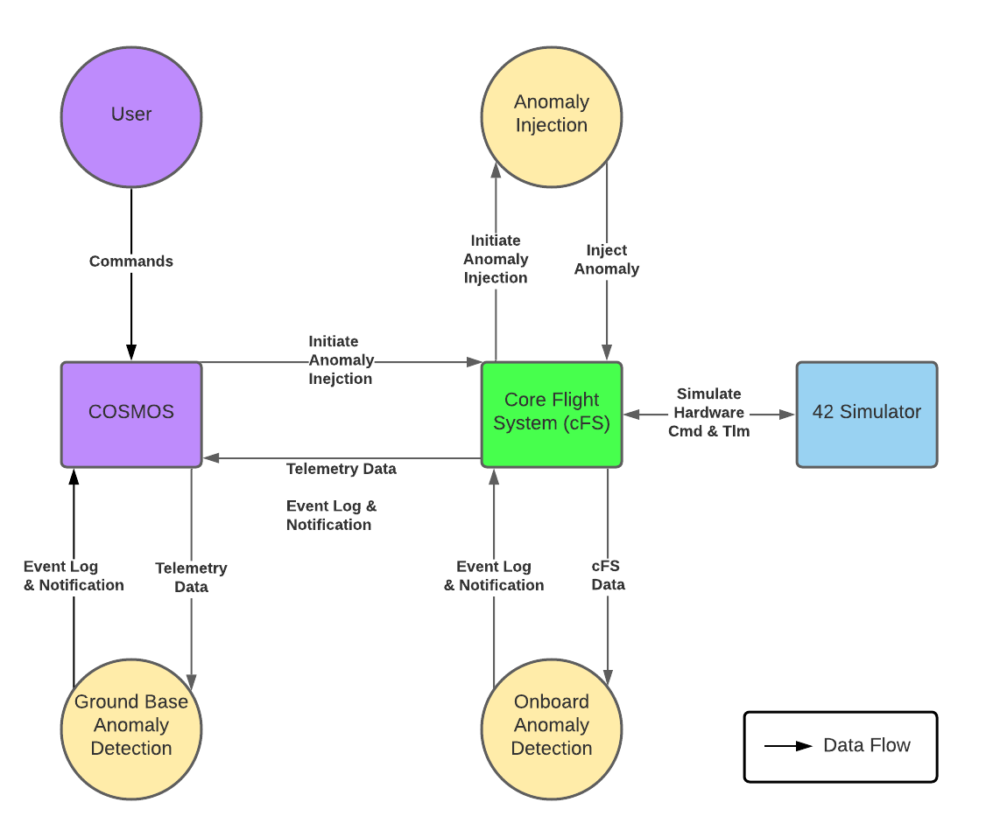 User
Anomaly
Injection
Commands
Initiate
Anomaly
Injection
Inject
Anomaly
Initiate
Anomaly
Inejction
COSMOS
Core Flight
System (cFS)
Simulate
Hardware
Cmd & Tlm
42 Simulator
Telemetry Data
Event Log &
Notification
Event Log
& Notification
Telemetry
Data
Event Log
& Notification
cFS
Data
Ground Base
Anomaly
Detection
Onboard
Anomaly
Detection
Data Flow